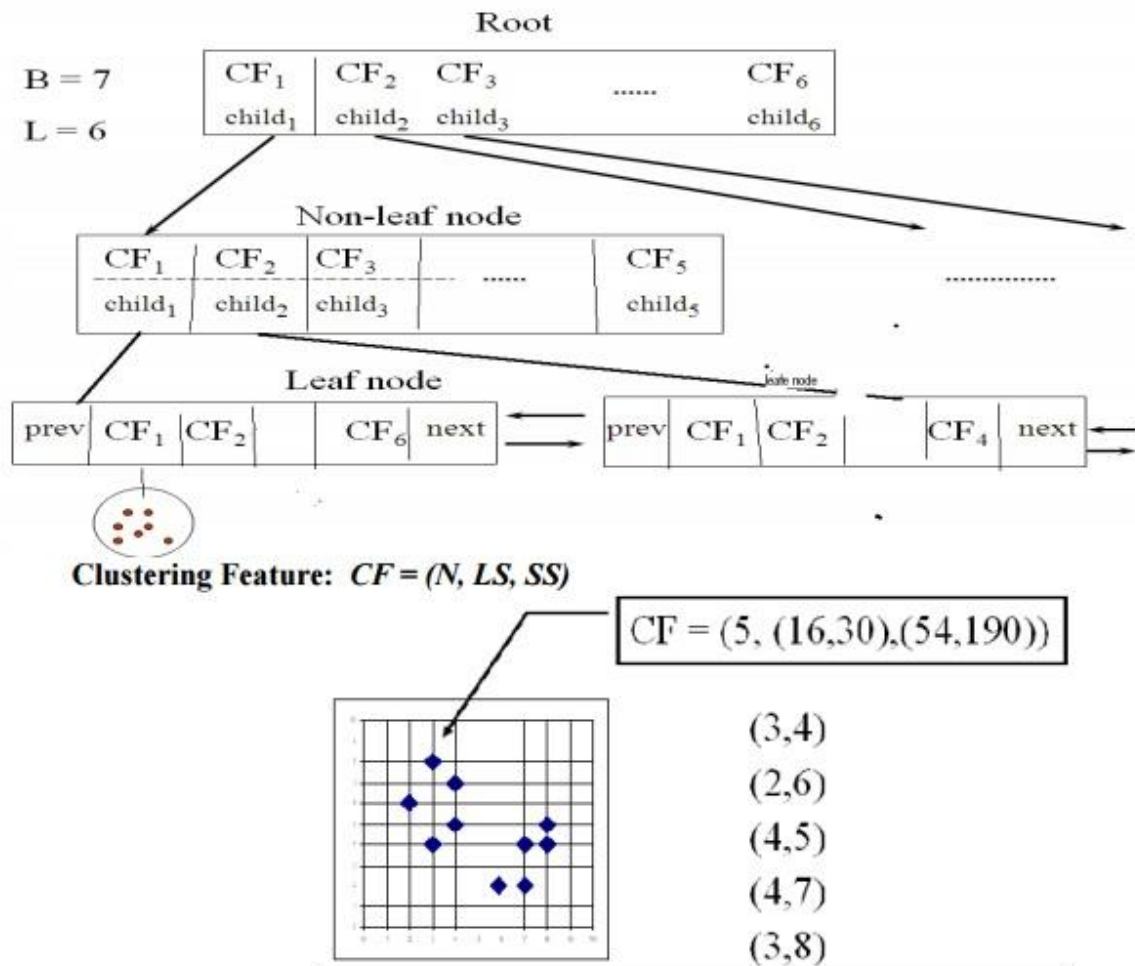 Root
B = 7
L = 6
CF₁ CF₂ CF₃ ...... CF₆
child₁ child₂ child₃ child₆
Non-leaf node
CF₁ CF₂ CF₃ ...... CF₅
child₁ child₂ child₃ child₅
Leaf node
leafe node
prev CF₁ CF₂ CF₆ next
prev CF₁ CF₂ CF₄ next
Clustering Feature: CF = (N, LS, SS)
CF = (5, (16,30),(54,190))
(3,4)
(2,6)
(4,5)
(4,7)
(3,8)